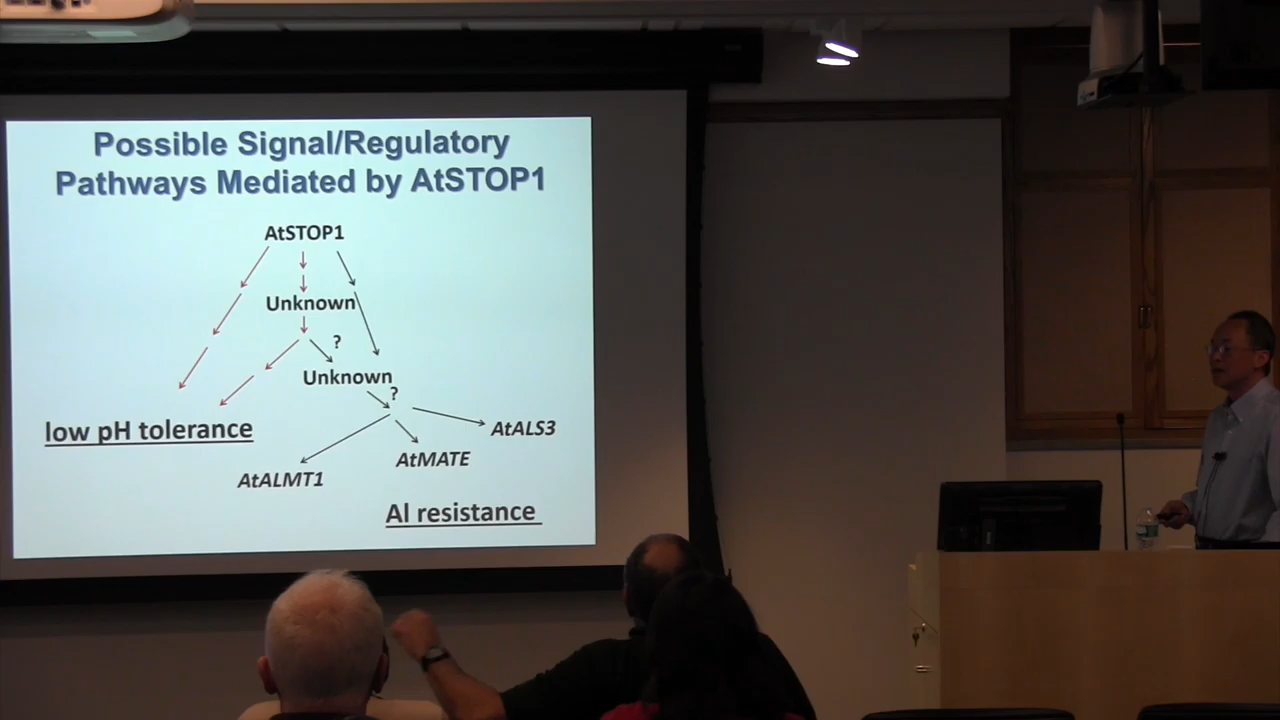 Possible Signal/Regulatory
Pathways Mediated by AtSTOP1
AtSTOP1
Unknown
?
Unknown
?
low pH tolerance
AtALS3
AtMATE
AtALMT1
Al resistance